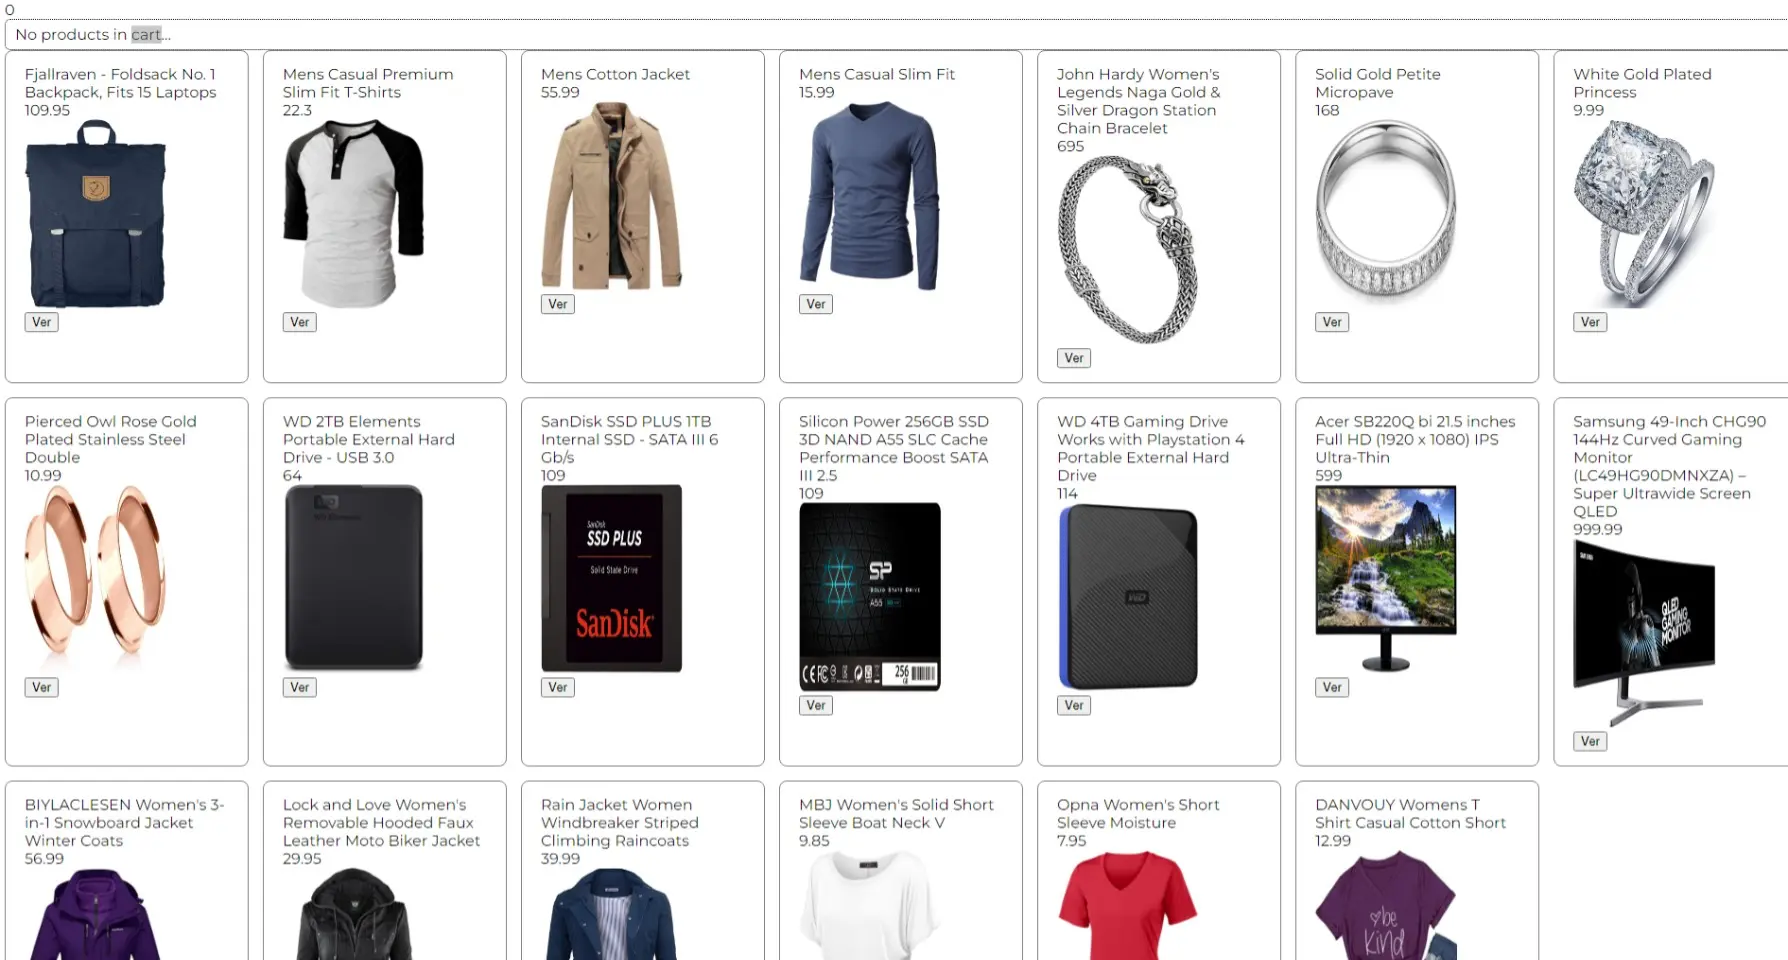 0
No products in cart...
Fjallraven - Foldsack No. 1
Backpack, Fits 15 Laptops
109.95
Ver
Mens Casual Premium
Slim Fit T-Shirts
22.3
Ver
Mens Cotton Jacket
55.99
Ver
Mens Casual Slim Fit
15.99
Ver
John Hardy Women's
Legends Naga Gold &
Silver Dragon Station
Chain Bracelet
695
Ver
Solid Gold Petite
Micropave
168
Ver
White Gold Plated
Princess
9.99
Ver
Pierced Owl Rose Gold
Plated Stainless Steel
Double
10.99
Ver
WD 2TB Elements
Portable External Hard
Drive - USB 3.0
64
Ver
SanDisk SSD PLUS 1TB
Internal SSD - SATA III 6
Gb/s
109
SanDisk
SSD PLUS
Solid State Drive
SanDisk
Ver
Silicon Power 256GB SSD
3D NAND A55 SLC Cache
Performance Boost SATA
III 2.5
109
SP
SOLID STATE DRIVE
A55
256
Ver
WD 4TB Gaming Drive
Works with Playstation 4
Portable External Hard
Drive
114
WD
Ver
Acer SB220Q bi 21.5 inches
Full HD (1920 x 1080) IPS
Ultra-Thin
599
Ver
Samsung 49-Inch CHG90
144Hz Curved Gaming
Monitor
(LC49HG90DMNXZA) –
Super Ultrawide Screen
QLED
999.99
QLED
GAMING
MONITOR
Ver
BIYLACLESEN Women's 3-
in-1 Snowboard Jacket
Winter Coats
56.99
Lock and Love Women's
Removable Hooded Faux
Leather Moto Biker Jacket
29.95
Rain Jacket Women
Windbreaker Striped
Climbing Raincoats
39.99
MBJ Women's Solid Short
Sleeve Boat Neck V
9.85
Opna Women's Short
Sleeve Moisture
7.95
DANVOUY Womens T
Shirt Casual Cotton Short
12.99
be
Kind